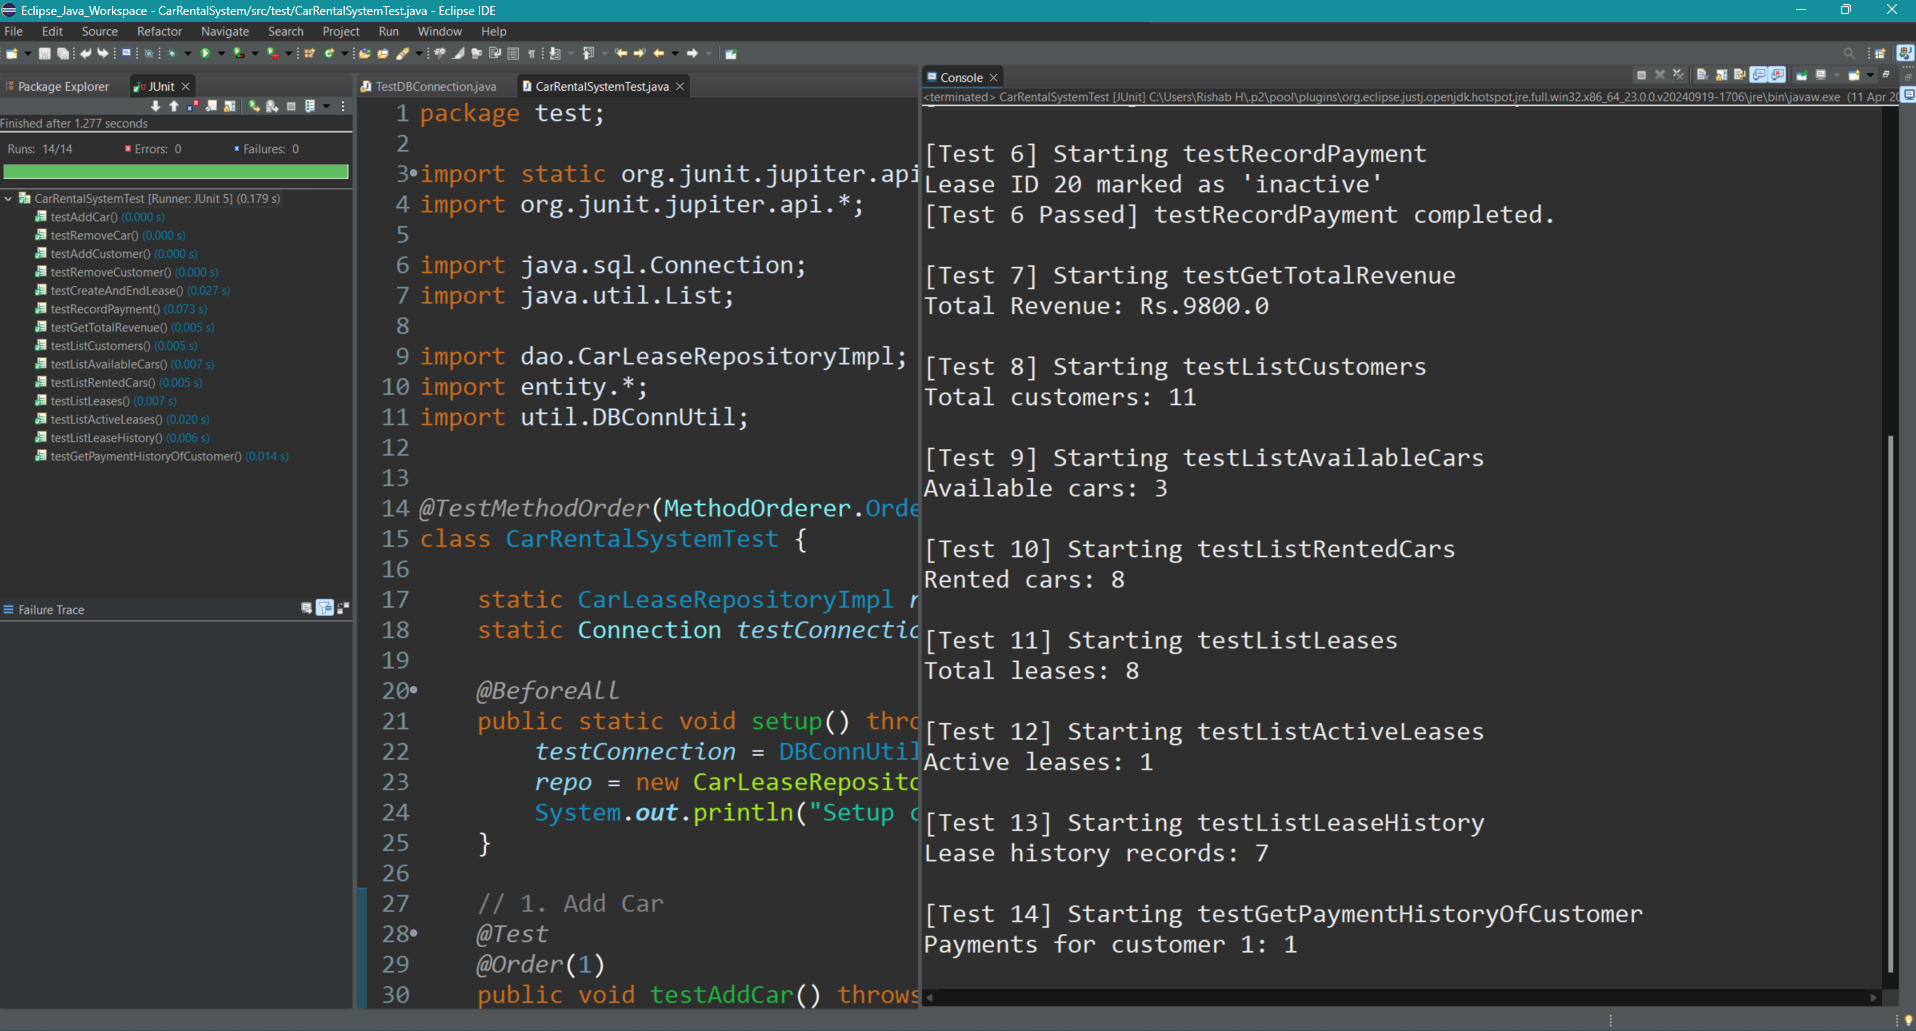 Eclipse_Java_Workspace - CarRentalSystem/src/test/CarRentalSystemTest.java - Eclipse IDE
File Edit Source Refactor Navigate Search Project Run Window Help
Package Explorer JUnit
Finished after 1.277 seconds
Runs: 14/14 Errors: 0 Failures: 0
CarRentalSystemTest [Runner: JUnit 5] (0.179 s)
testAddCar() (0.000 s)
testRemoveCar() (0.000 s)
testAddCustomer() (0.000 s)
testRemoveCustomer() (0.000 s)
testCreateAndEndLease() (0.027 s)
testRecordPayment() (0.073 s)
testGetTotalRevenue() (0.005 s)
testListCustomers() (0.005 s)
testListAvailableCars() (0.007 s)
testListRentedCars() (0.005 s)
testListLeases() (0.007 s)
testListActiveLeases() (0.020 s)
testListLeaseHistory() (0.006 s)
testGetPaymentHistoryOfCustomer() (0.014 s)
Failure Trace
TestDBConnection.java CarRentalSystemTest.java
1 package test;
2
3 import static org.junit.jupiter.api
4 import org.junit.jupiter.api.*;
5
6 import java.sql.Connection;
7 import java.util.List;
8
9 import dao.CarLeaseRepositoryImpl;
10 import entity.*;
11 import util.DBConnUtil;
12
13
14 @TestMethodOrder(MethodOrderer.Orde
15 class CarRentalSystemTest {
16
17 static CarLeaseRepositoryImpl r
18 static Connection testConnectio
19
20 @BeforeAll
21 public static void setup() thro
22 testConnection = DBConnUtil
23 repo = new CarLeaseReposito
24 System.out.println("Setup c
25 }
26
27 // 1. Add Car
28 @Test
29 @Order(1)
30 public void testAddCar() throws
Console
<terminated> CarRentalSystemTest [JUnit] C:\Users\Rishab H\.p2\pool\plugins\org.eclipse.justj.openjdk.hotspot.jre.full.win32.x86_64_23.0.0.v20240919-1706\jre\bin\javaw.exe (11 Apr 20
[Test 6] Starting testRecordPayment
Lease ID 20 marked as 'inactive'
[Test 6 Passed] testRecordPayment completed.
[Test 7] Starting testGetTotalRevenue
Total Revenue: Rs.9800.0
[Test 8] Starting testListCustomers
Total customers: 11
[Test 9] Starting testListAvailableCars
Available cars: 3
[Test 10] Starting testListRentedCars
Rented cars: 8
[Test 11] Starting testListLeases
Total leases: 8
[Test 12] Starting testListActiveLeases
Active leases: 1
[Test 13] Starting testListLeaseHistory
Lease history records: 7
[Test 14] Starting testGetPaymentHistoryOfCustomer
Payments for customer 1: 1